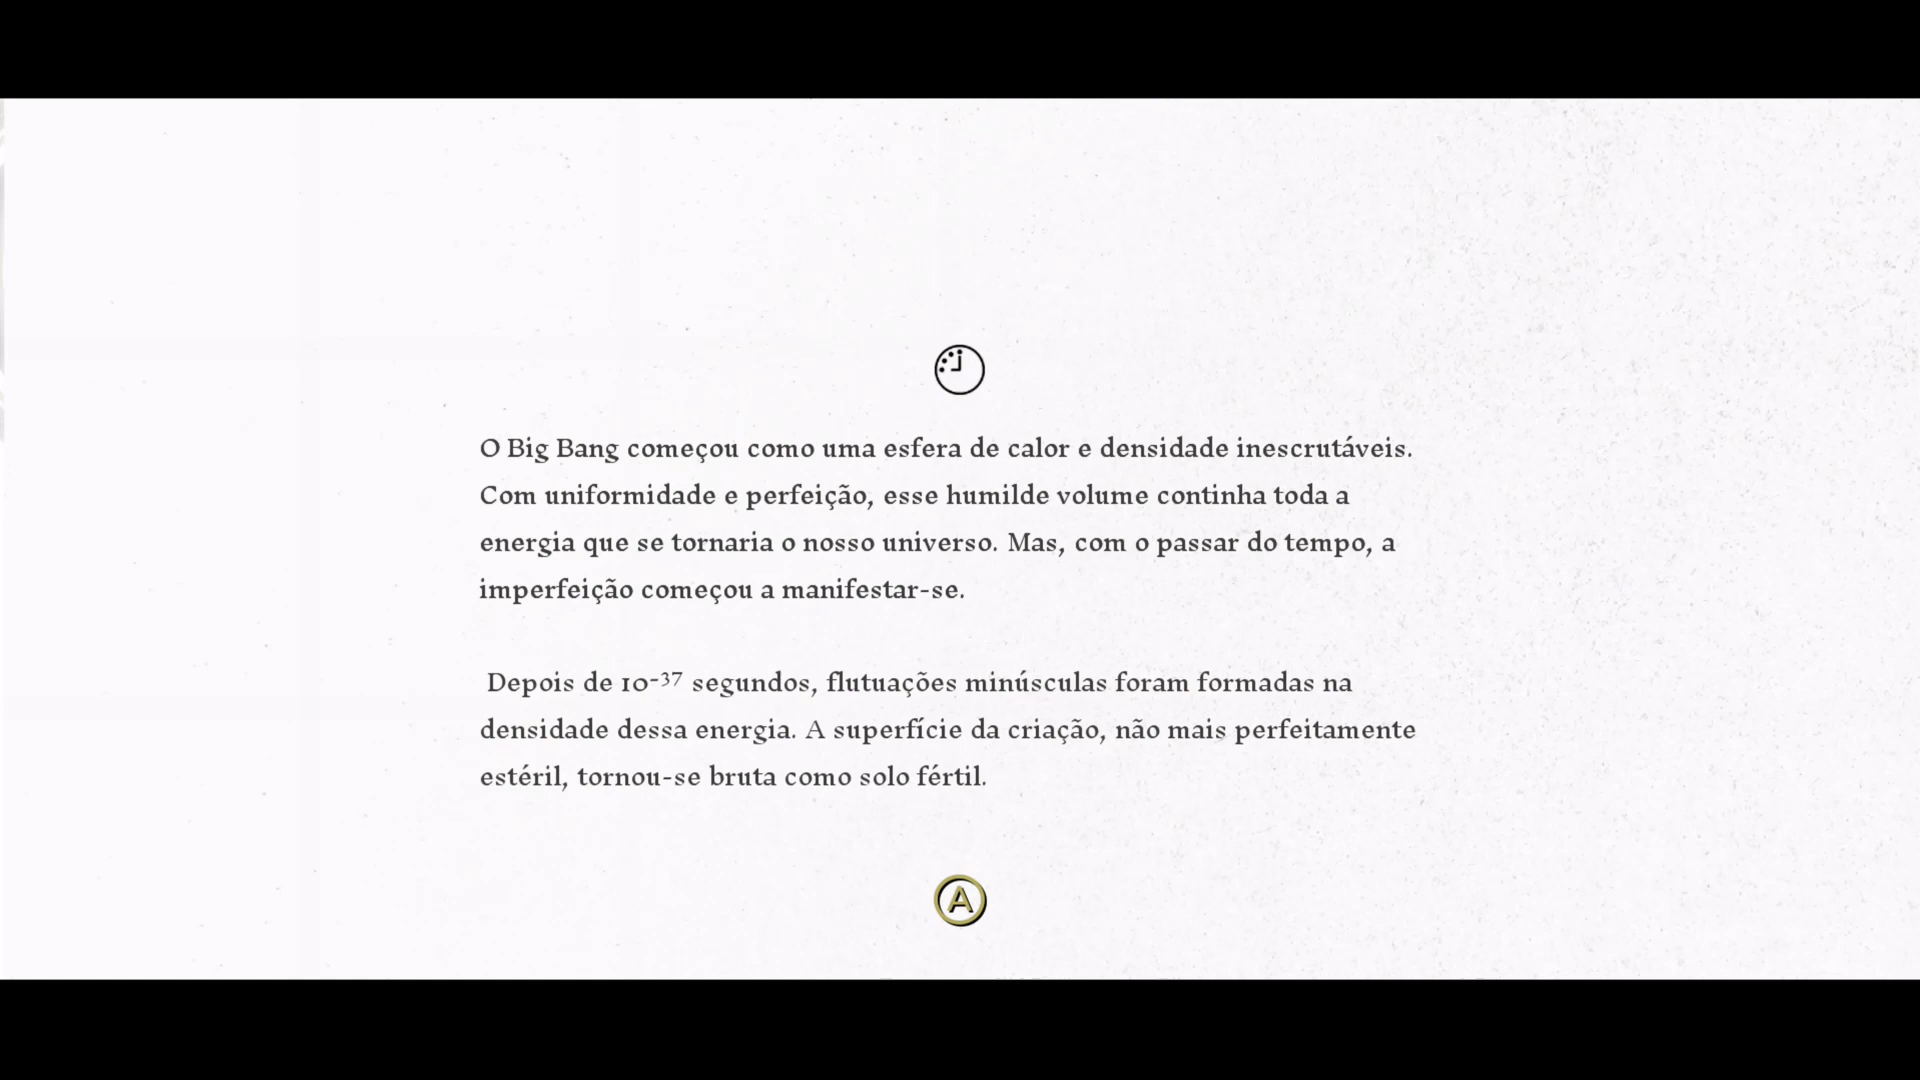 O Big Bang começou como uma esfera de calor e densidade inescrutáveis.
Com uniformidade e perfeição, esse humilde volume continha toda a
energia que se tornaria o nosso universo. Mas, com o passar do tempo, a
imperfeição começou a manifestar-se.
Depois de 10⁻³⁷ segundos, flutuações minúsculas foram formadas na
densidade dessa energia. A superfície da criação, não mais perfeitamente
estéril, tornou-se bruta como solo fértil.
A